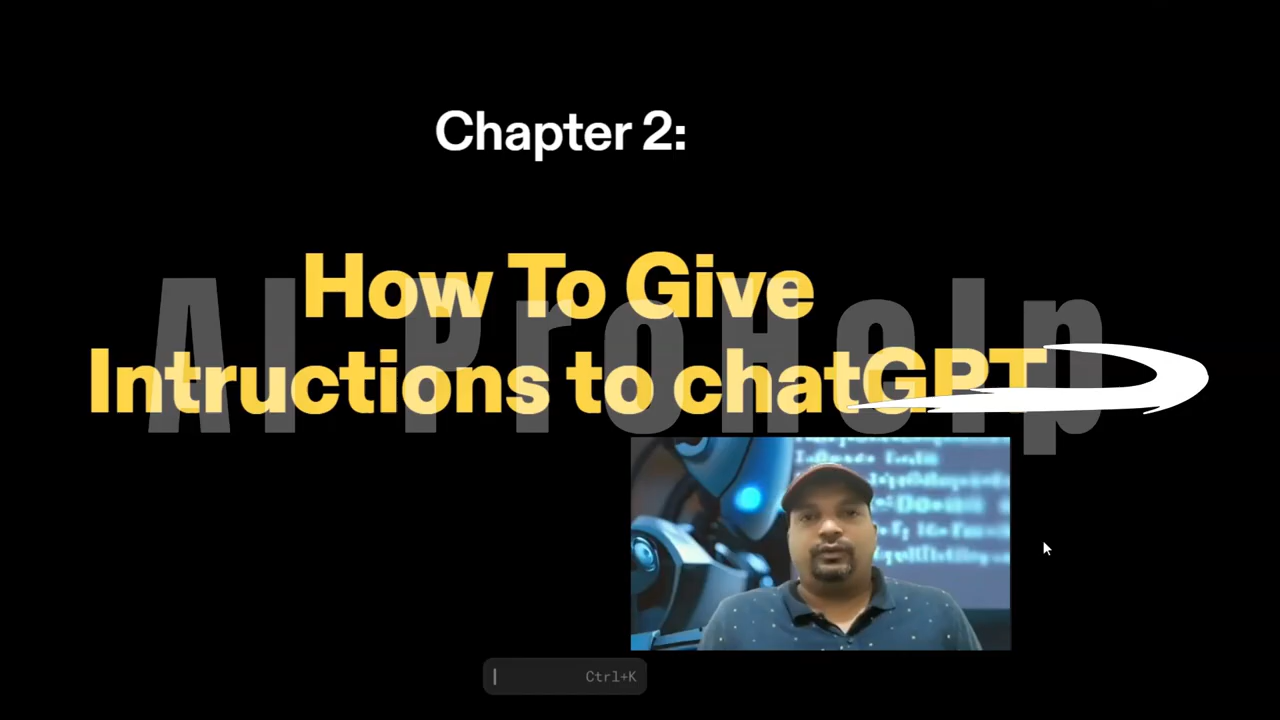 Chapter 2:
How To Give
Intructions to chatGPT
AI ProHelp
Ctrl+K